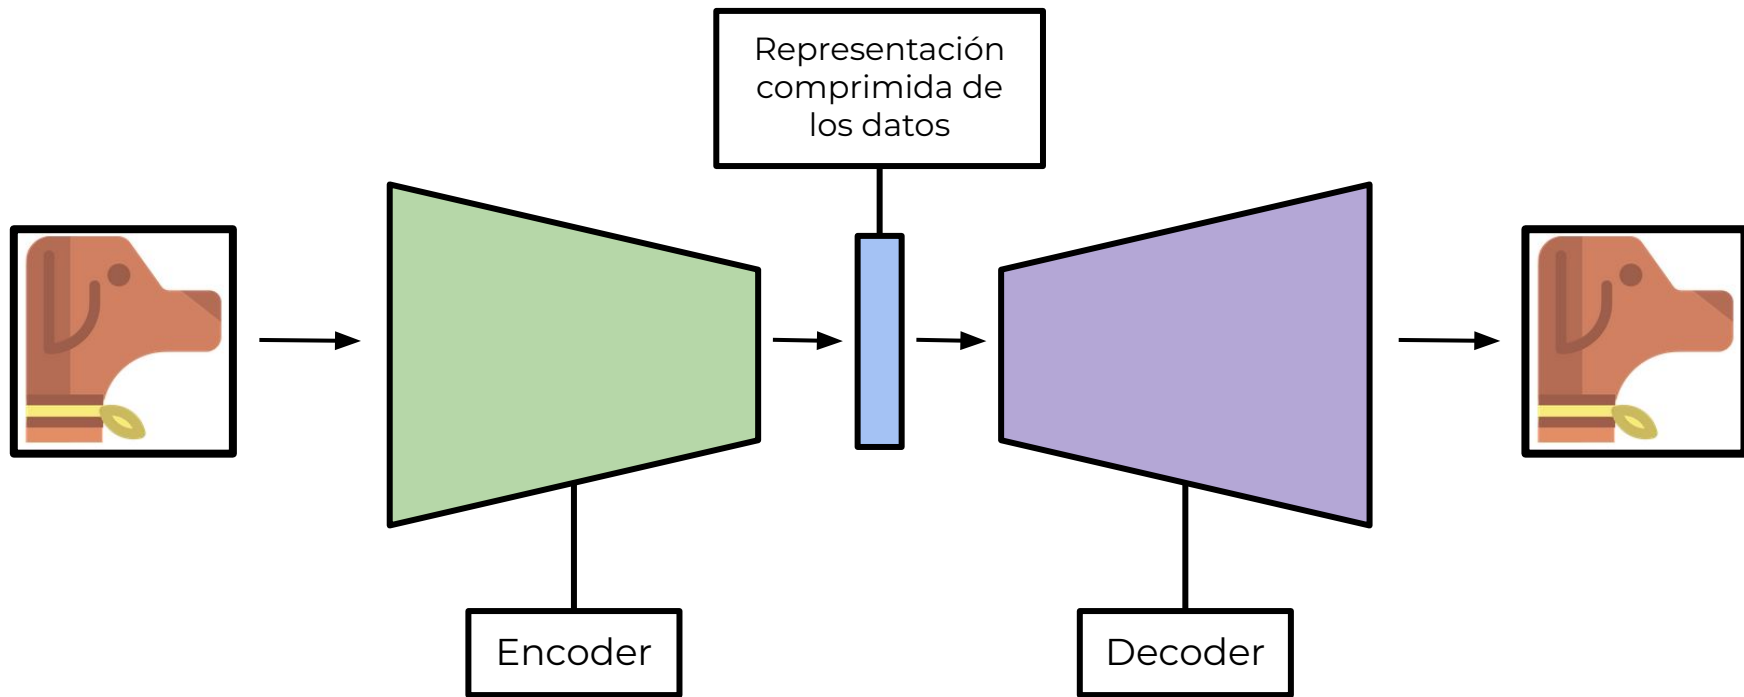 Representación
comprimida de
los datos
Encoder
Decoder